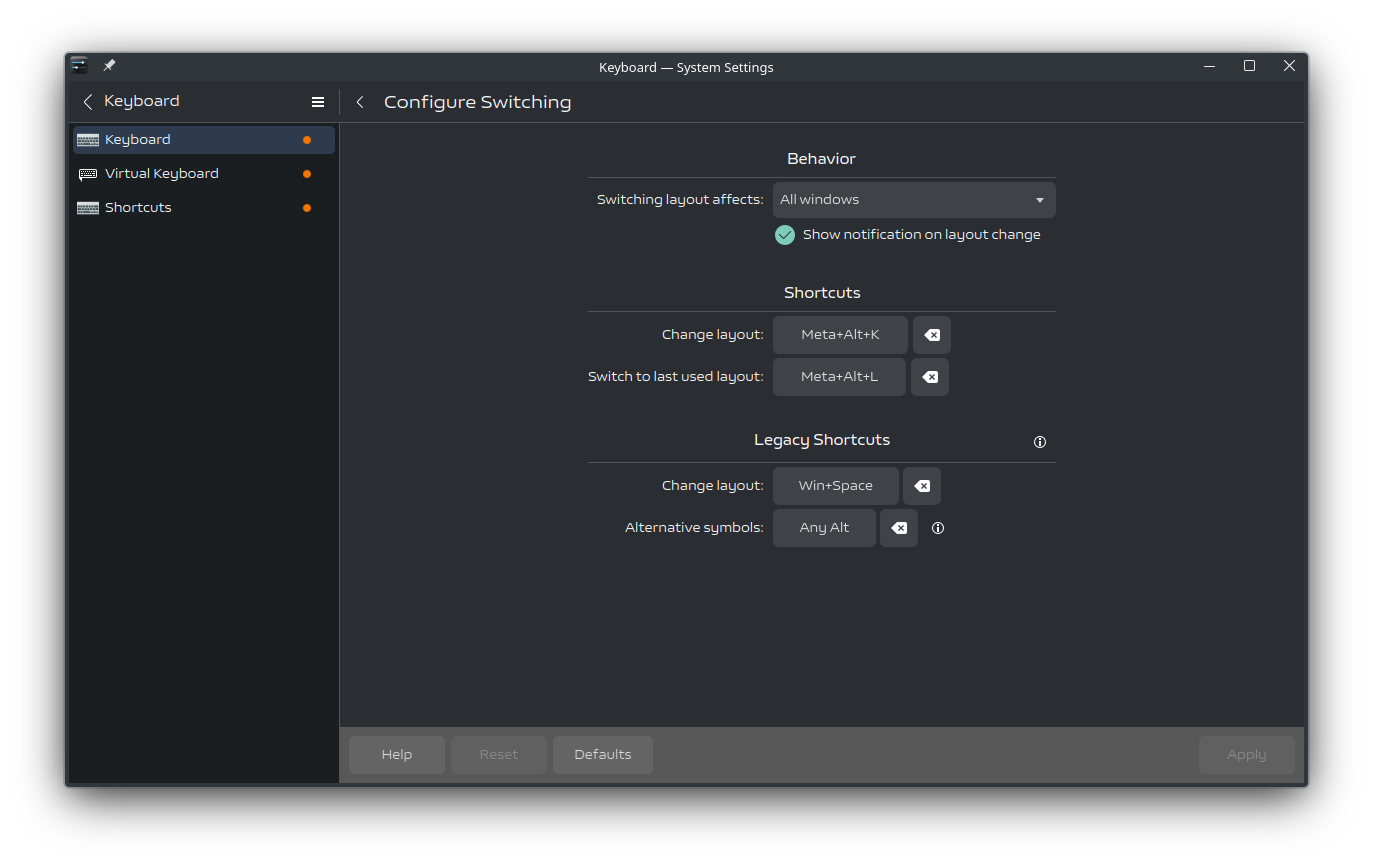 Keyboard — System Settings
Keyboard
Configure Switching
Keyboard
Virtual Keyboard
Shortcuts
Behavior
Switching layout affects: All windows
Show notification on layout change
Shortcuts
Change layout: Meta+Alt+K
Switch to last used layout: Meta+Alt+L
Legacy Shortcuts
Change layout: Win+Space
Alternative symbols: Any Alt
Help Reset Defaults Apply